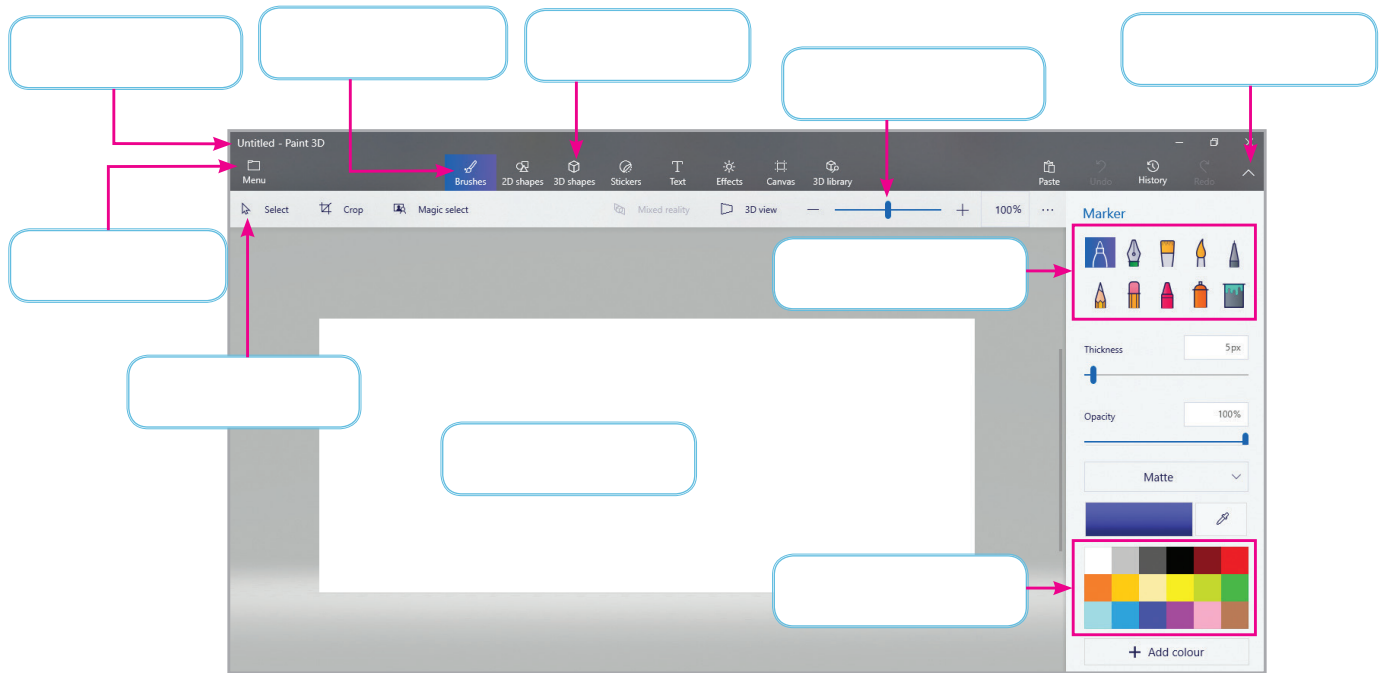 Untitled - Paint 3D
Menu
Brushes 2D shapes 3D shapes Stickers Text Effects Canvas 3D library Paste Undo History Redo
Select Crop Magic select Mixed reality 3D view 100% ...
Marker
Thickness 5px
Opacity 100%
Matte
+ Add colour